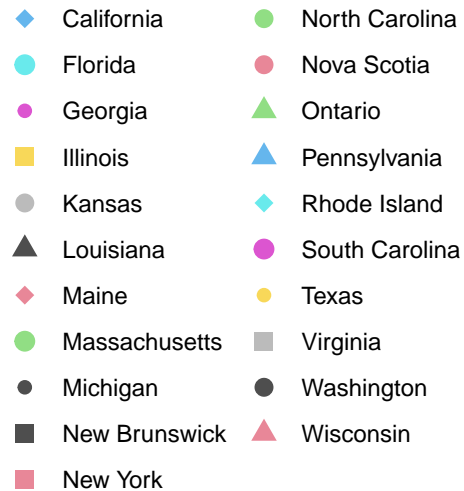 California
Florida
Georgia
Illinois
Kansas
Louisiana
Maine
Massachusetts
Michigan
New Brunswick
New York
North Carolina
Nova Scotia
Ontario
Pennsylvania
Rhode Island
South Carolina
Texas
Virginia
Washington
Wisconsin